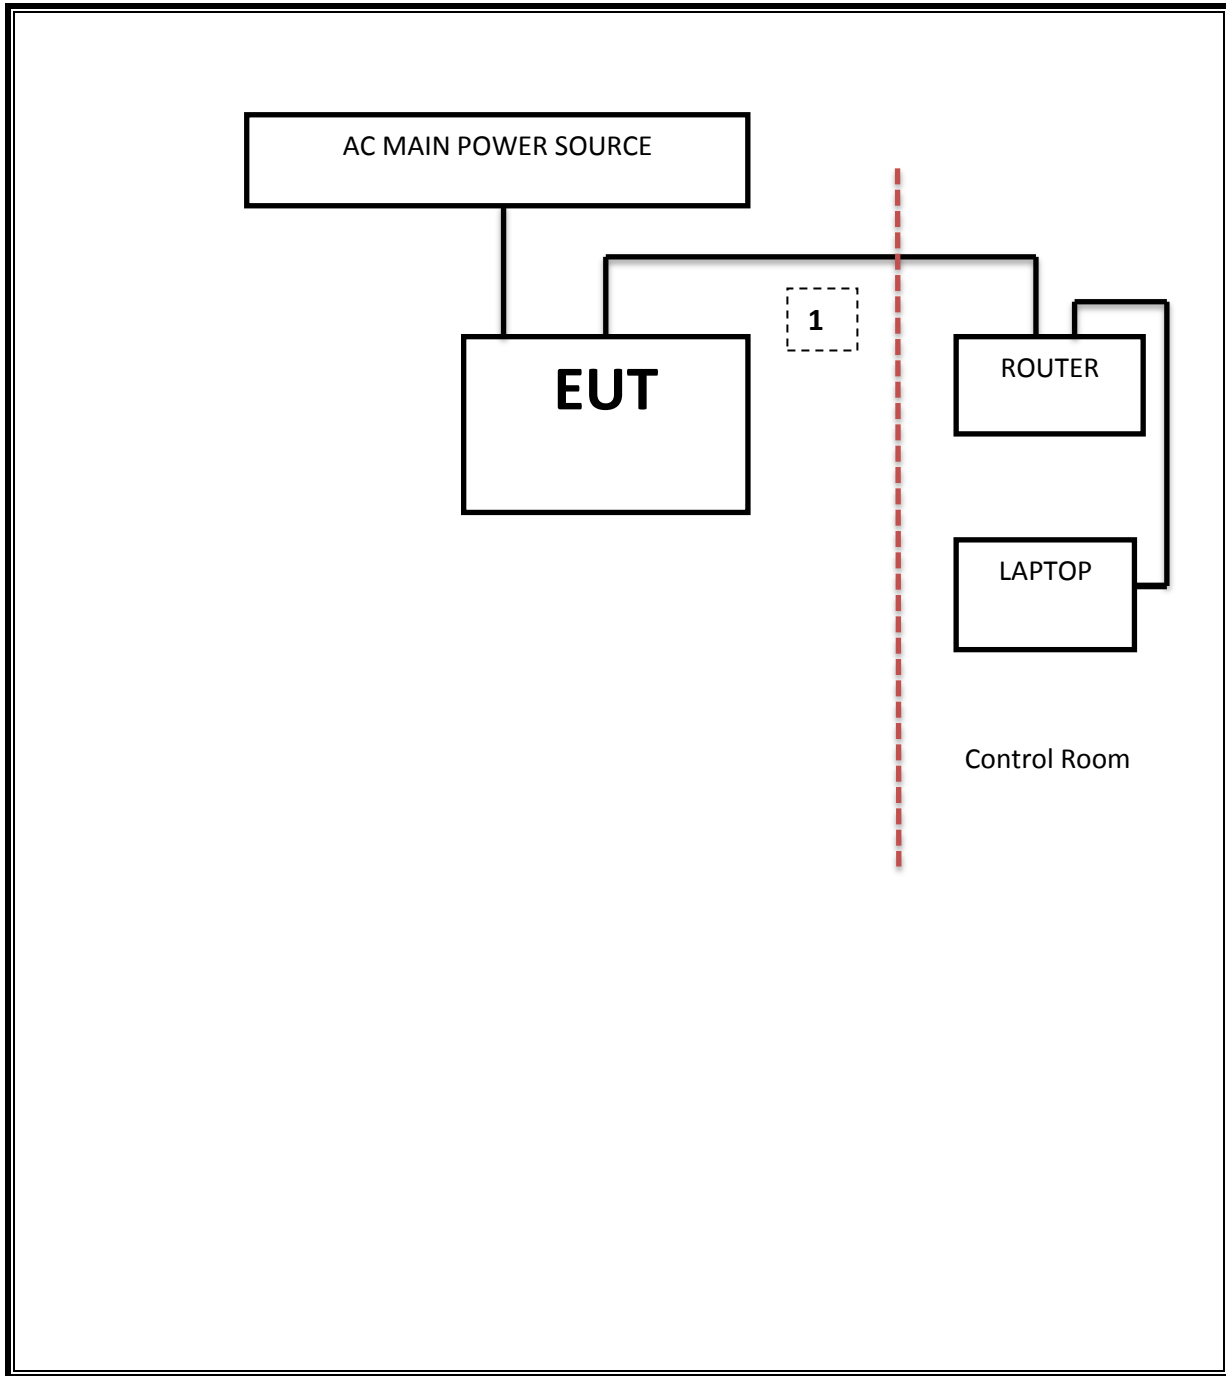 AC MAIN POWER SOURCE
1
EUT
ROUTER
LAPTOP
Control Room